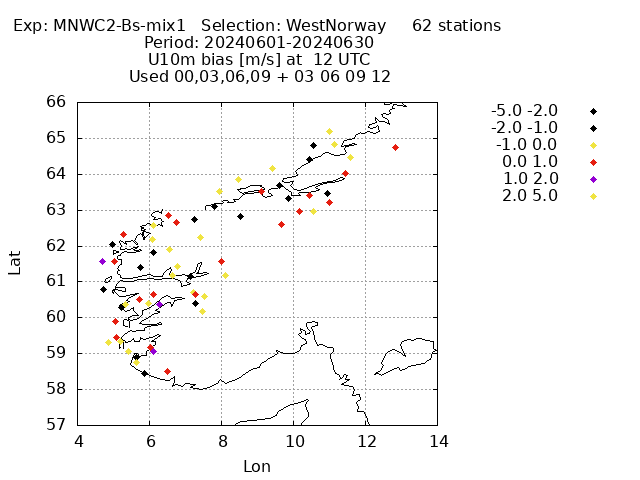 Exp: MNWC2-Bs-mix1 Selection: WestNorway 62 stations
Period: 20240601-20240630
U10m bias [m/s] at 12 UTC
Used 00,03,06,09 + 03 06 09 12
-5.0 -2.0
-2.0 -1.0
-1.0 0.0
0.0 1.0
1.0 2.0
2.0 5.0
66
65
64
63
62
61
60
59
58
57
Lat
4 6 8 10 12 14
Lon